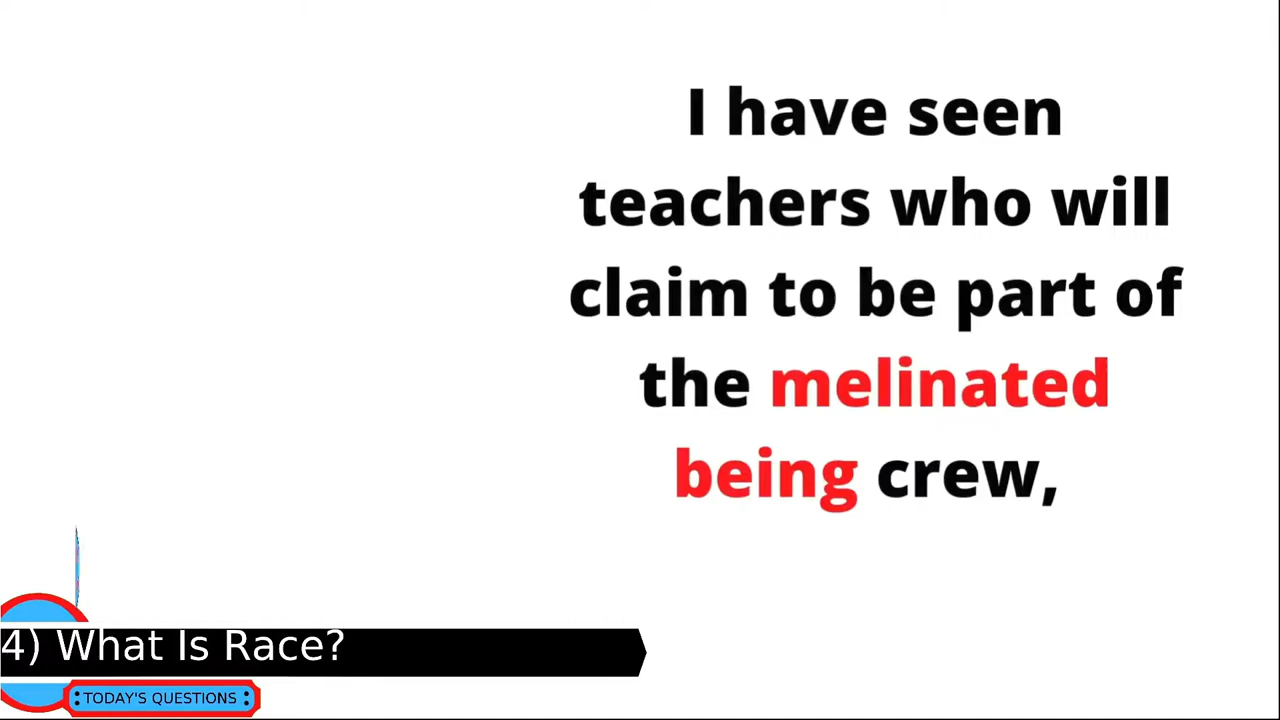 I have seen
teachers who will
claim to be part of
the melinated
being crew,
4) What Is Race?
TODAY'S QUESTIONS